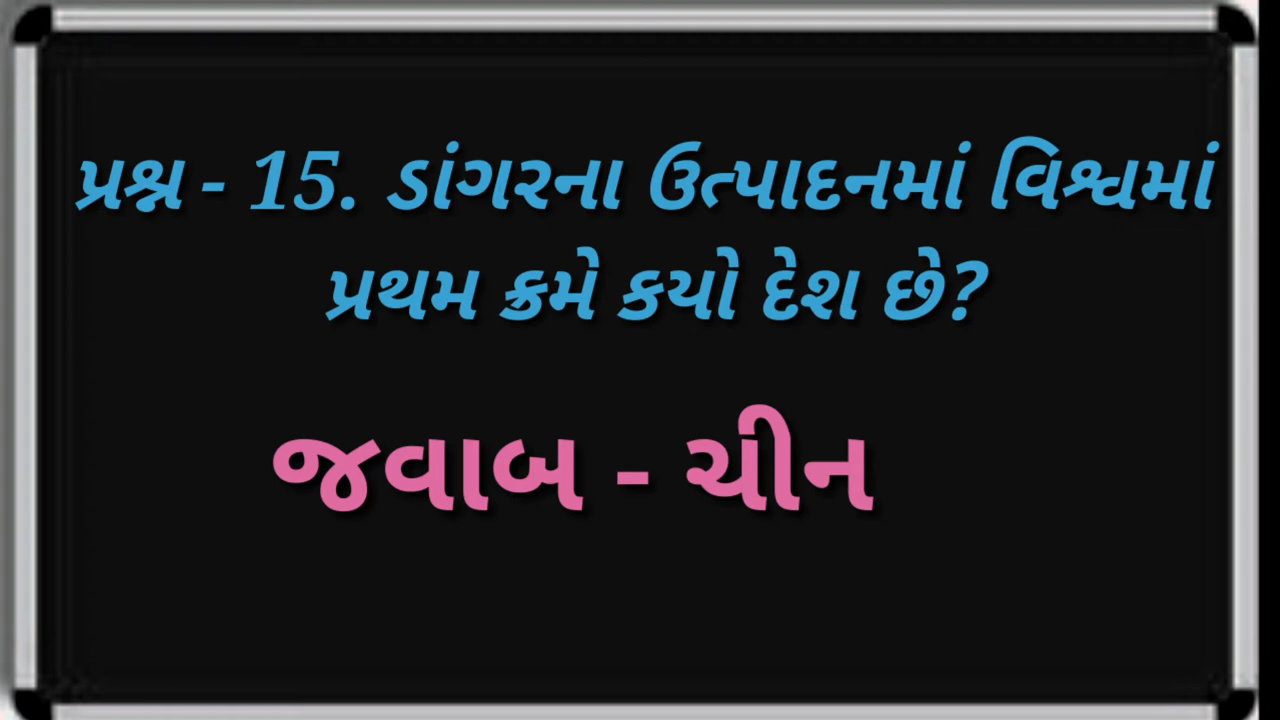 પ્રશ્ન - 15. ડાંગરના ઉત્પાદનમાં વિશ્વમાં
પ્રથમ ક્રમે કયો દેશ છે?
જવાબ - ચીન